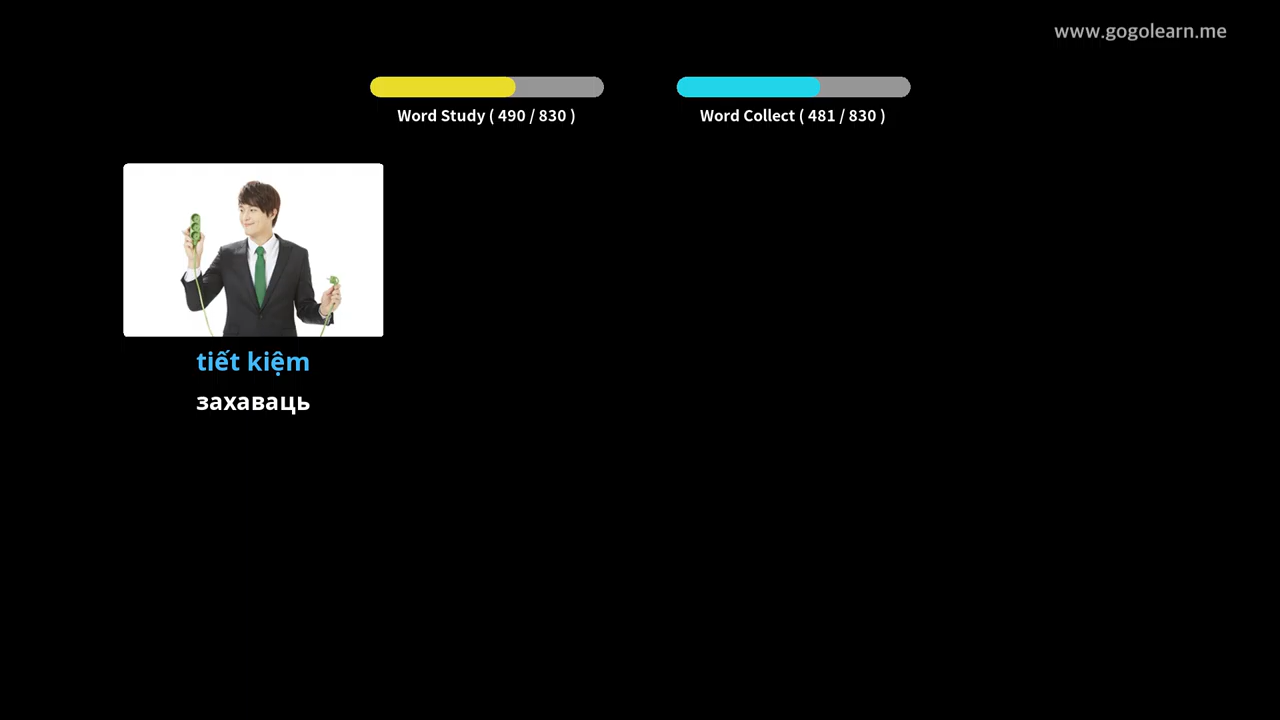 www.gogolearn.me
Word Study ( 490 / 830 )
Word Collect ( 481 / 830 )
tiết kiệm
захаваць